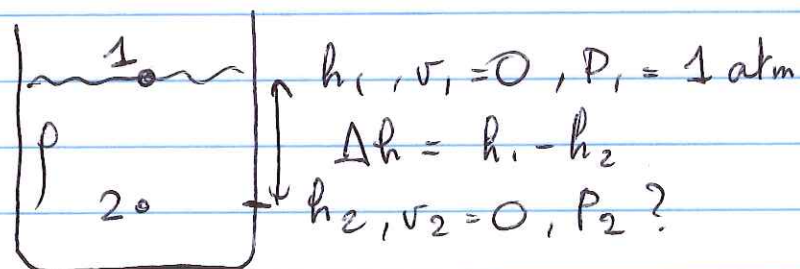 1 h₁, v₁ = 0, P₁ = 1 atm
ρ Δh = h₁ - h₂
2 h₂, v₂ = 0, P₂ ?